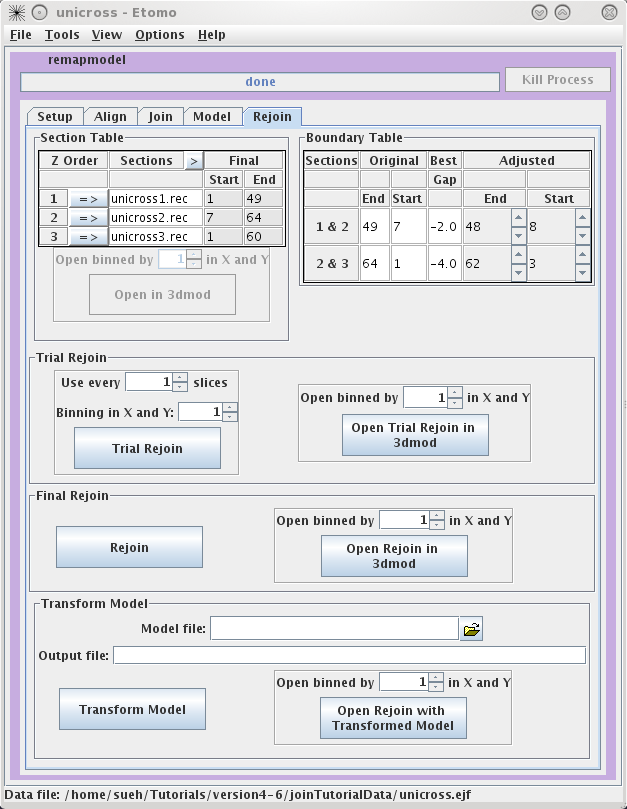 unicross - Etomo
File Tools View Options Help
remapmodel
done Kill Process
Setup Align Join Model Rejoin
Section Table
Z Order Sections > Final
Start End
1 => unicross1.rec 1 49
2 => unicross2.rec 7 64
3 => unicross3.rec 1 60
Open binned by 1 in X and Y
Open in 3dmod
Boundary Table
Sections Original Best Adjusted
Gap
End Start End Start
1 & 2 49 7 -2.0 48 8
2 & 3 64 1 -4.0 62 3
Trial Rejoin
Use every 1 slices
Binning in X and Y: 1
Trial Rejoin
Open binned by 1 in X and Y
Open Trial Rejoin in
3dmod
Final Rejoin
Rejoin
Open binned by 1 in X and Y
Open Rejoin in
3dmod
Transform Model
Model file:
Output file:
Transform Model
Open binned by 1 in X and Y
Open Rejoin with
Transformed Model
Data file: /home/sueh/Tutorials/version4-6/joinTutorialData/unicross.ejf